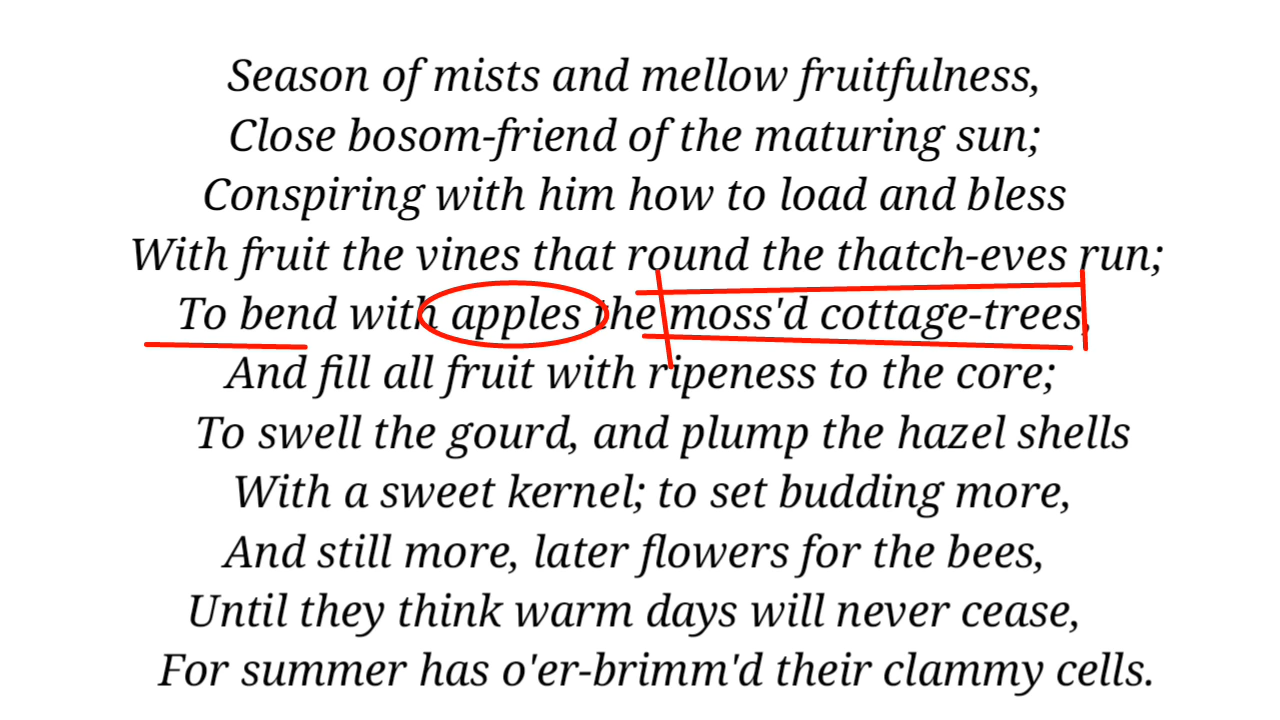 Season of mists and mellow fruitfulness,
Close bosom-friend of the maturing sun;
Conspiring with him how to load and bless
With fruit the vines that round the thatch-eves run;
To bend with apples the moss'd cottage-trees,
And fill all fruit with ripeness to the core;
To swell the gourd, and plump the hazel shells
With a sweet kernel; to set budding more,
And still more, later flowers for the bees,
Until they think warm days will never cease,
For summer has o'er-brimm'd their clammy cells.